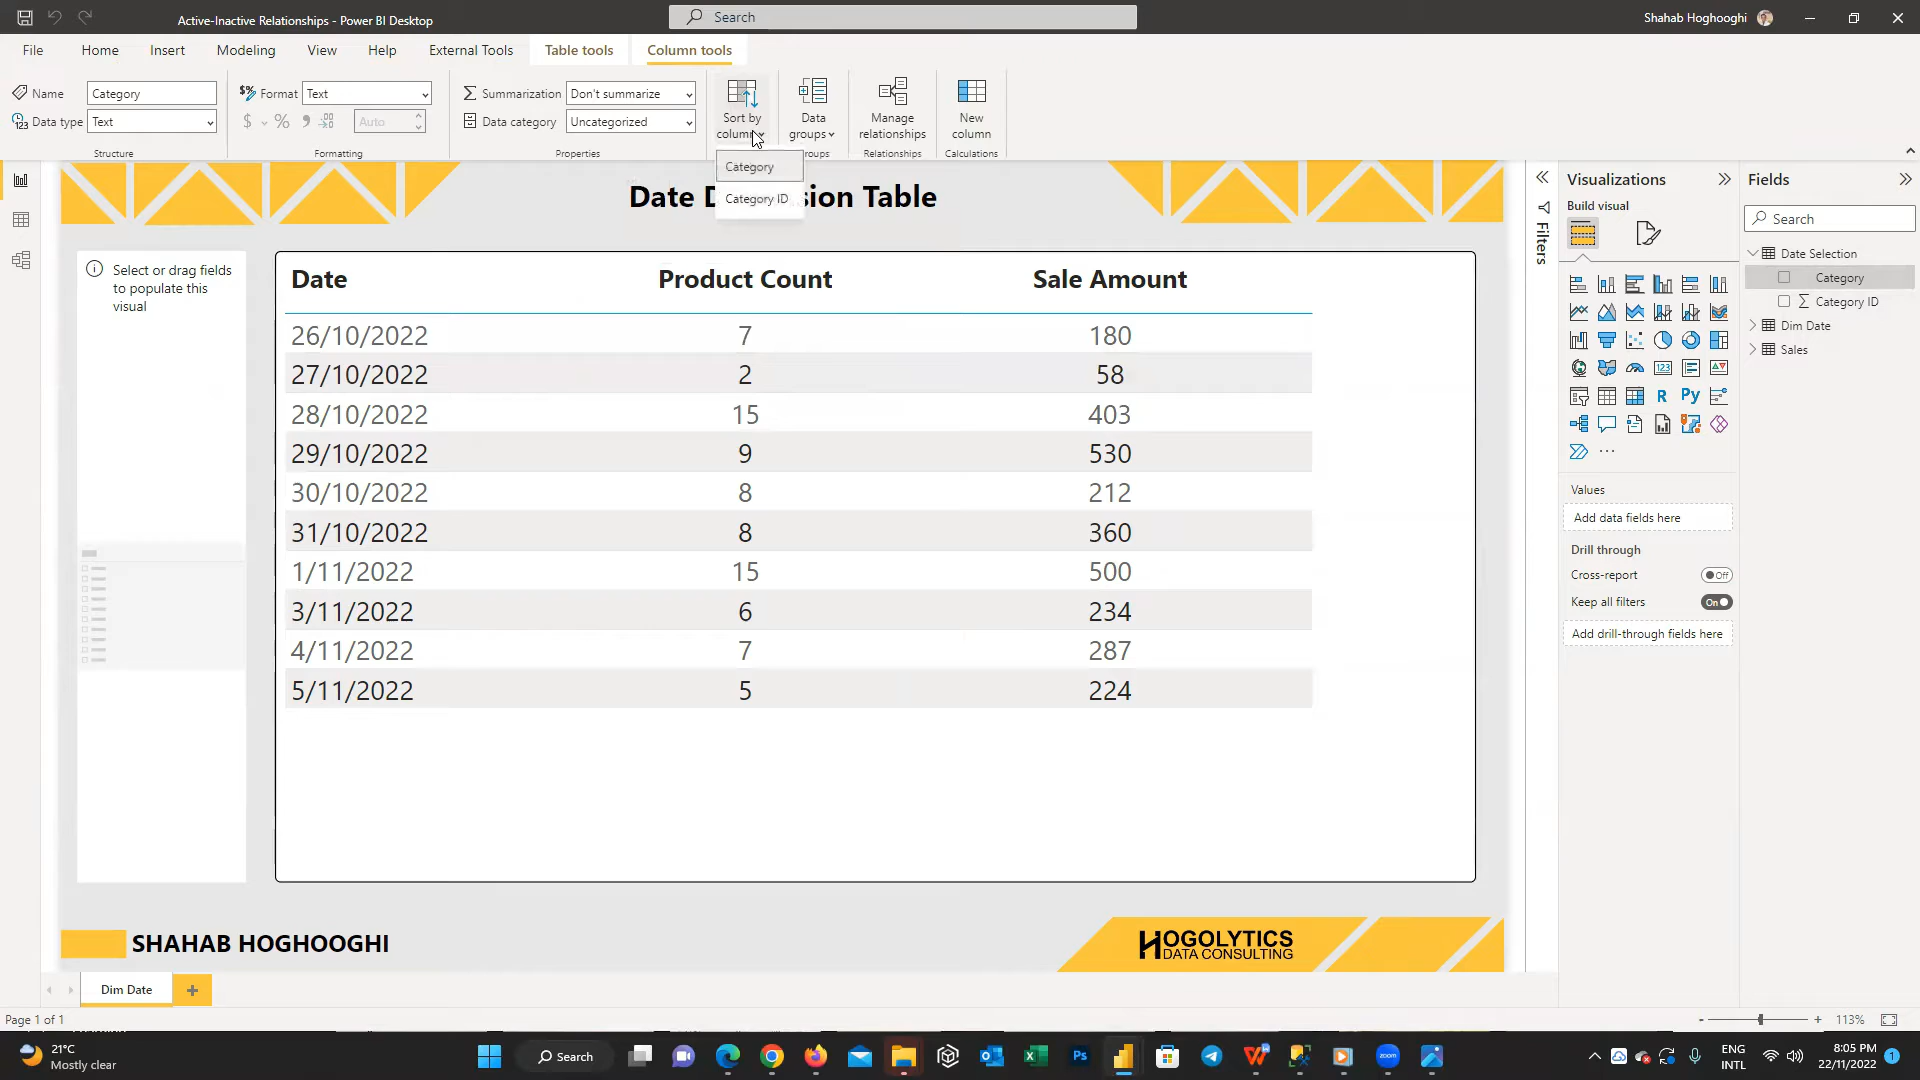 Active-Inactive Relationships - Power BI Desktop
Search
Shahab Hoghooghi
File
Home
Insert
Modeling
View
Help
External Tools
Table tools
Column tools
Name
Category
Data type
Text
Structure
Format
Text
$ % 9
Auto
Formatting
Summarization
Don't summarize
Data category
Uncategorized
Properties
Sort by
column
Category
Category ID
Data
groups
Manage
relationships
Relationships
New
column
Calculations
Select or drag fields
to populate this
visual
Date Product Count Sale Amount
26/10/2022 7 180
27/10/2022 2 58
28/10/2022 15 403
29/10/2022 9 530
30/10/2022 8 212
31/10/2022 8 360
1/11/2022 15 500
3/11/2022 6 234
4/11/2022 7 287
5/11/2022 5 224
SHAHAB HOGHOOGHI
HOGOLYTICS
DATA CONSULTING
Filters
Visualizations
Build visual
R
Py
123
Values
Add data fields here
Drill through
Cross-report
Off
Keep all filters
On
Add drill-through fields here
Fields
Search
Date Selection
Category
Category ID
Dim Date
Sales
Dim Date
Page 1 of 1
113%
21°C
Mostly clear
Search
Ps
zoom
ENG
INTL
8:05 PM
22/11/2022
1